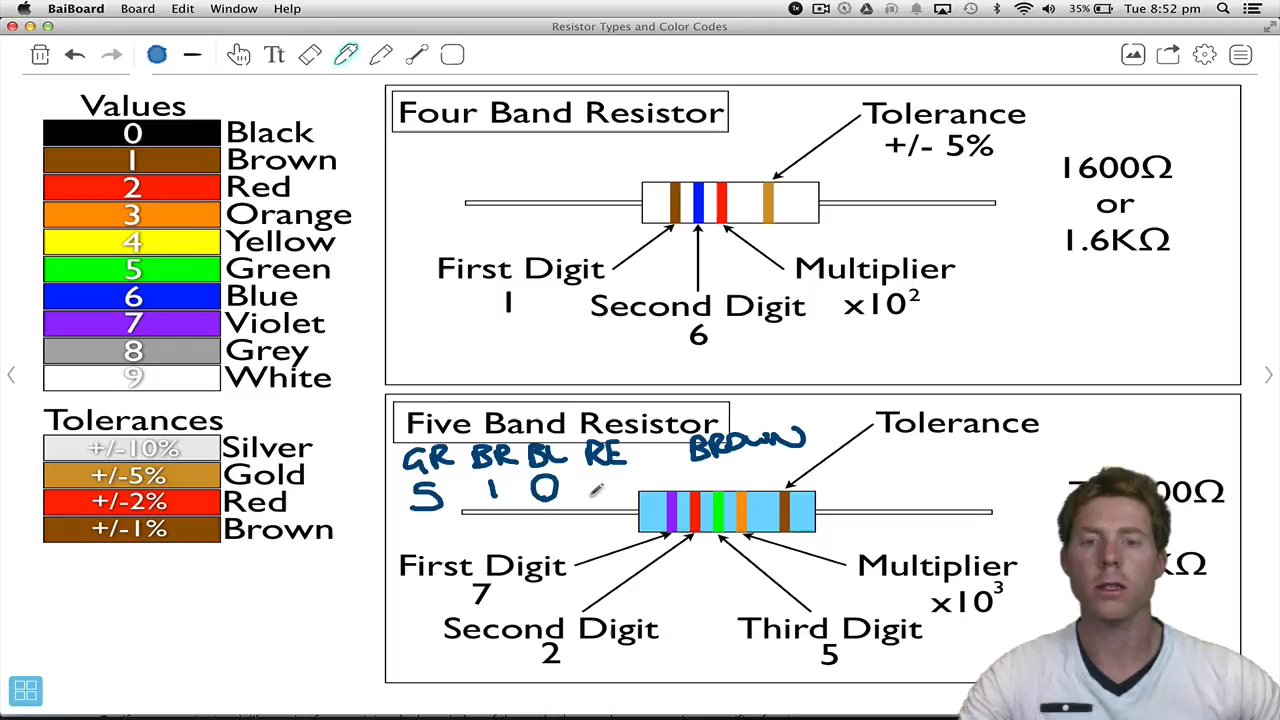 BaiBoard Board Edit Window Help 35% Tue 8:52 pm
Resistor Types and Color Codes
Tt
Values
0 Black
1 Brown
2 Red
3 Orange
4 Yellow
5 Green
6 Blue
7 Violet
8 Grey
9 White
Tolerances
+/-10% Silver
+/-5% Gold
+/-2% Red
+/-1% Brown
Four Band Resistor
Tolerance
+/- 5%
1600Ω
or
1.6KΩ
First Digit
1
Second Digit
6
Multiplier
x10²
Five Band Resistor
Tolerance
GR BR BL RE BROWN
5 1 0
First Digit
7
Second Digit
2
Third Digit
5
Multiplier
x10³